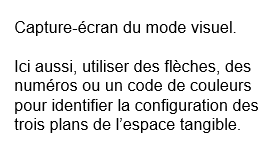 Capture-écran du mode visuel.
Ici aussi, utiliser des flèches, des
numéros ou un code de couleurs
pour identifier la configuration des
trois plans de l’espace tangible.